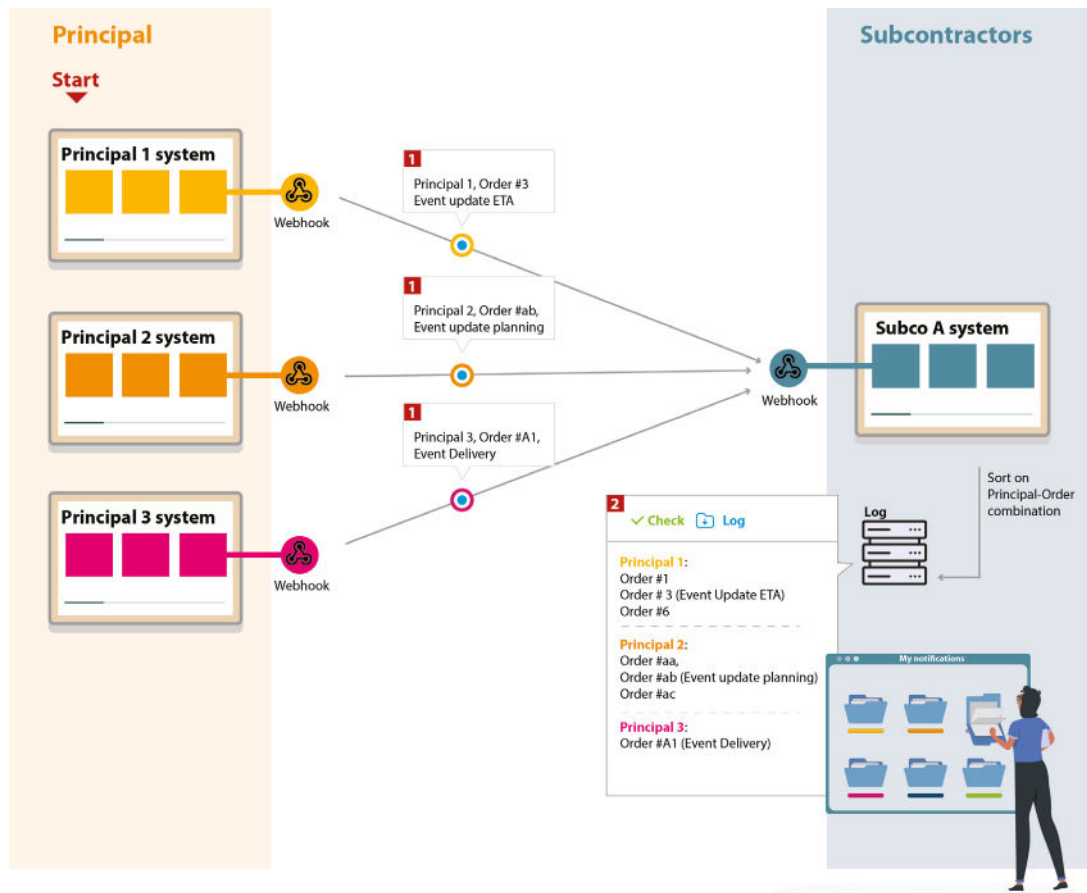 Principal
Subcontractors
Start
Principal 1 system
Webhook
1
Principal 1, Order #3
Event update ETA
Principal 2 system
Webhook
1
Principal 2, Order #ab,
Event update planning
Webhook
Subco A system
Principal 3 system
Webhook
1
Principal 3, Order #A1,
Event Delivery
Sort on
Principal-Order
combination
Log
2
Check
Log
Principal 1:
Order #1
Order # 3 (Event Update ETA)
Order #6
Principal 2:
Order #aa,
Order #ab (Event update planning)
Order #ac
Principal 3:
Order #A1 (Event Delivery)
My notifications